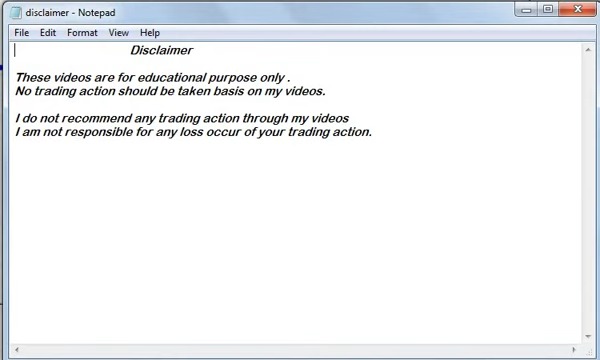 disclaimer - Notepad
File Edit Format View Help
Disclaimer
These videos are for educational purpose only .
No trading action should be taken basis on my videos.
I do not recommend any trading action through my videos
I am not responsible for any loss occur of your trading action.